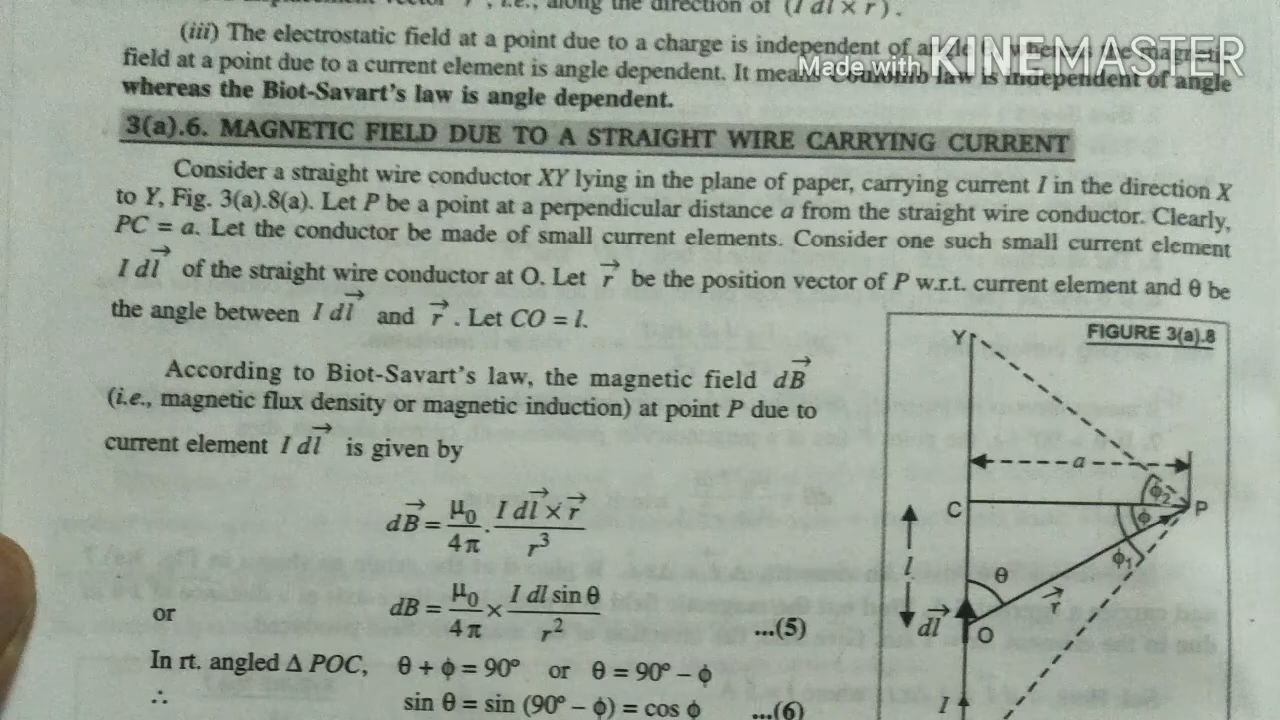 displacement vector r, i.e., along the direction of (I dl × r).
(iii) The electrostatic field at a point due to a charge is independent of angle whereas the magnetic
Made with KINEMASTER
field at a point due to a current element is angle dependent. It means Coulomb law is independent of angle
whereas the Biot-Savart's law is angle dependent.
3(a).6. MAGNETIC FIELD DUE TO A STRAIGHT WIRE CARRYING CURRENT
Consider a straight wire conductor XY lying in the plane of paper, carrying current I in the direction X
to Y, Fig. 3(a).8(a). Let P be a point at a perpendicular distance a from the straight wire conductor. Clearly,
PC = a. Let the conductor be made of small current elements. Consider one such small current element
I dl⃗ of the straight wire conductor at O. Let r⃗ be the position vector of P w.r.t. current element and θ be
the angle between I dl⃗ and r⃗. Let CO = l.
According to Biot-Savart's law, the magnetic field dB⃗
(i.e., magnetic flux density or magnetic induction) at point P due to
current element I dl⃗ is given by
dB⃗ = μ₀/4π · I dl⃗ × r⃗/r³
or dB = μ₀/4π × I dl sin θ/r² ...(5)
In rt. angled Δ POC, θ + ϕ = 90° or θ = 90° − ϕ
∴ sin θ = sin (90° − ϕ) = cos ϕ ...(6)
FIGURE 3(a).8
Y
a
C
ϕ₂
P
ϕ
ϕ₁
l
θ
r⃗
dl⃗
O
I